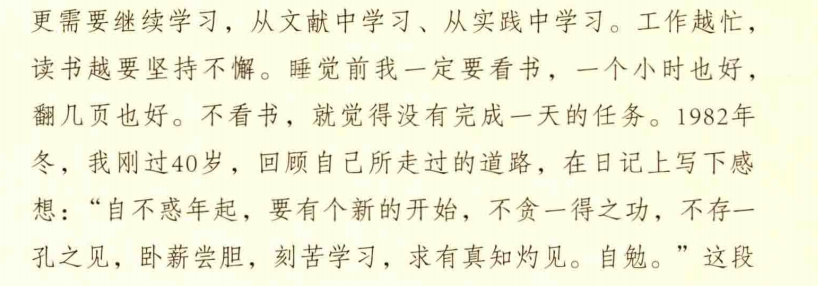 更需要继续学习，从文献中学习、从实践中学习。工作越忙，
读书越要坚持不懈。睡觉前我一定要看书，一个小时也好，
翻几页也好。不看书，就觉得没有完成一天的任务。1982年
冬，我刚过40岁，回顾自己所走过的道路，在日记上写下感
想：“自不惑年起，要有个新的开始，不贪一得之功，不存一
孔之见，卧薪尝胆，刻苦学习，求有真知灼见。自勉。”这段